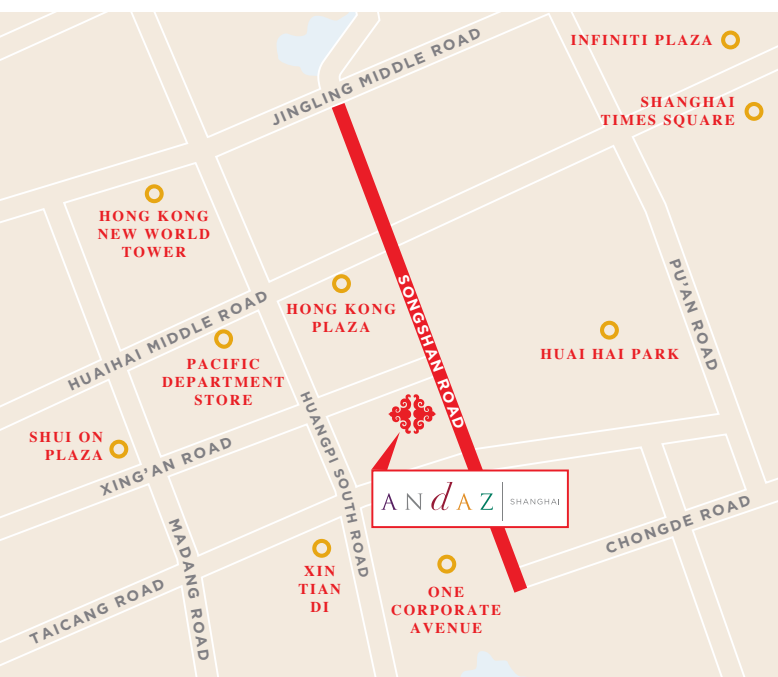 INFINITI PLAZA
JINGLING MIDDLE ROAD
SHANGHAI
TIMES SQUARE
HONG KONG
NEW WORLD
TOWER
PU'AN ROAD
SONGSHAN ROAD
HUAIHAI MIDDLE ROAD
HONG KONG
PLAZA
HUAI HAI PARK
PACIFIC
DEPARTMENT
STORE
HUANGPI SOUTH ROAD
SHUI ON
PLAZA
XING'AN ROAD
ANdAZ SHANGHAI
MADANG ROAD
CHONGDE ROAD
XIN
TIAN
DI
ONE
CORPORATE
AVENUE
TAICANG ROAD